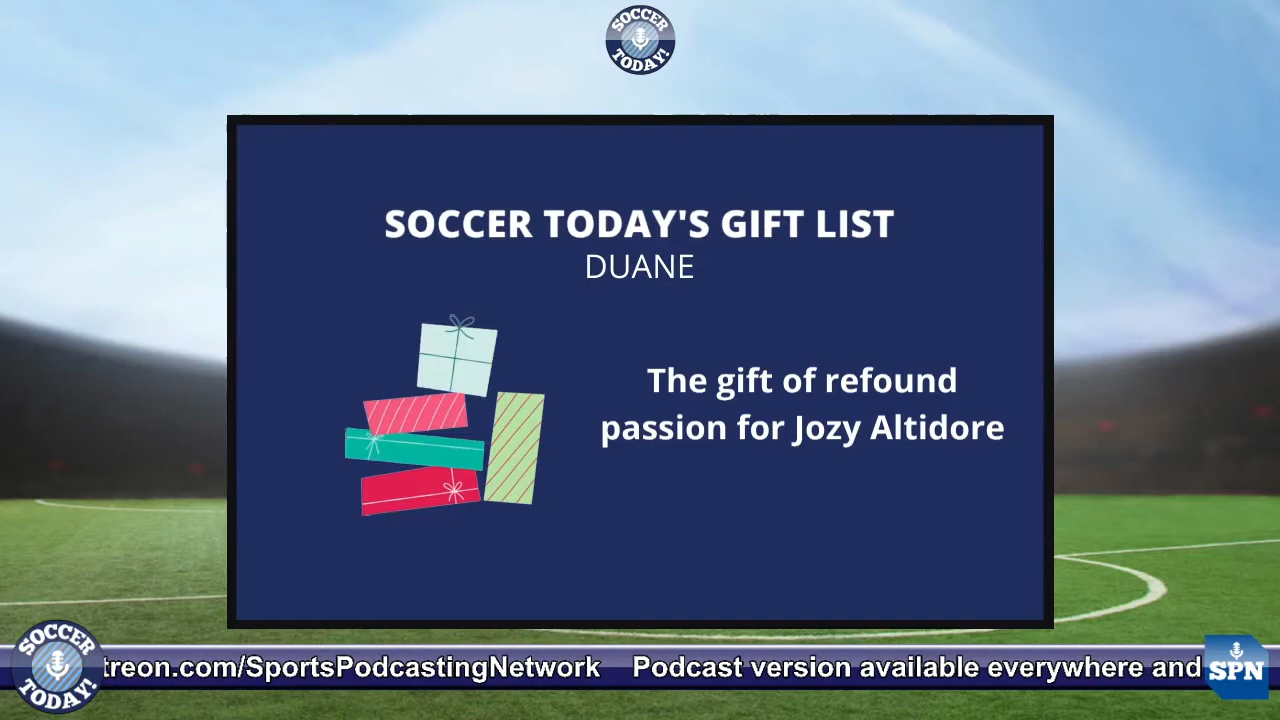 SOCCER
TODAY!
SOCCER TODAY'S GIFT LIST
DUANE
The gift of refound
passion for Jozy Altidore
SOCCER
TODAY!
treon.com/SportsPodcastingNetwork Podcast version available everywhere and
SPN